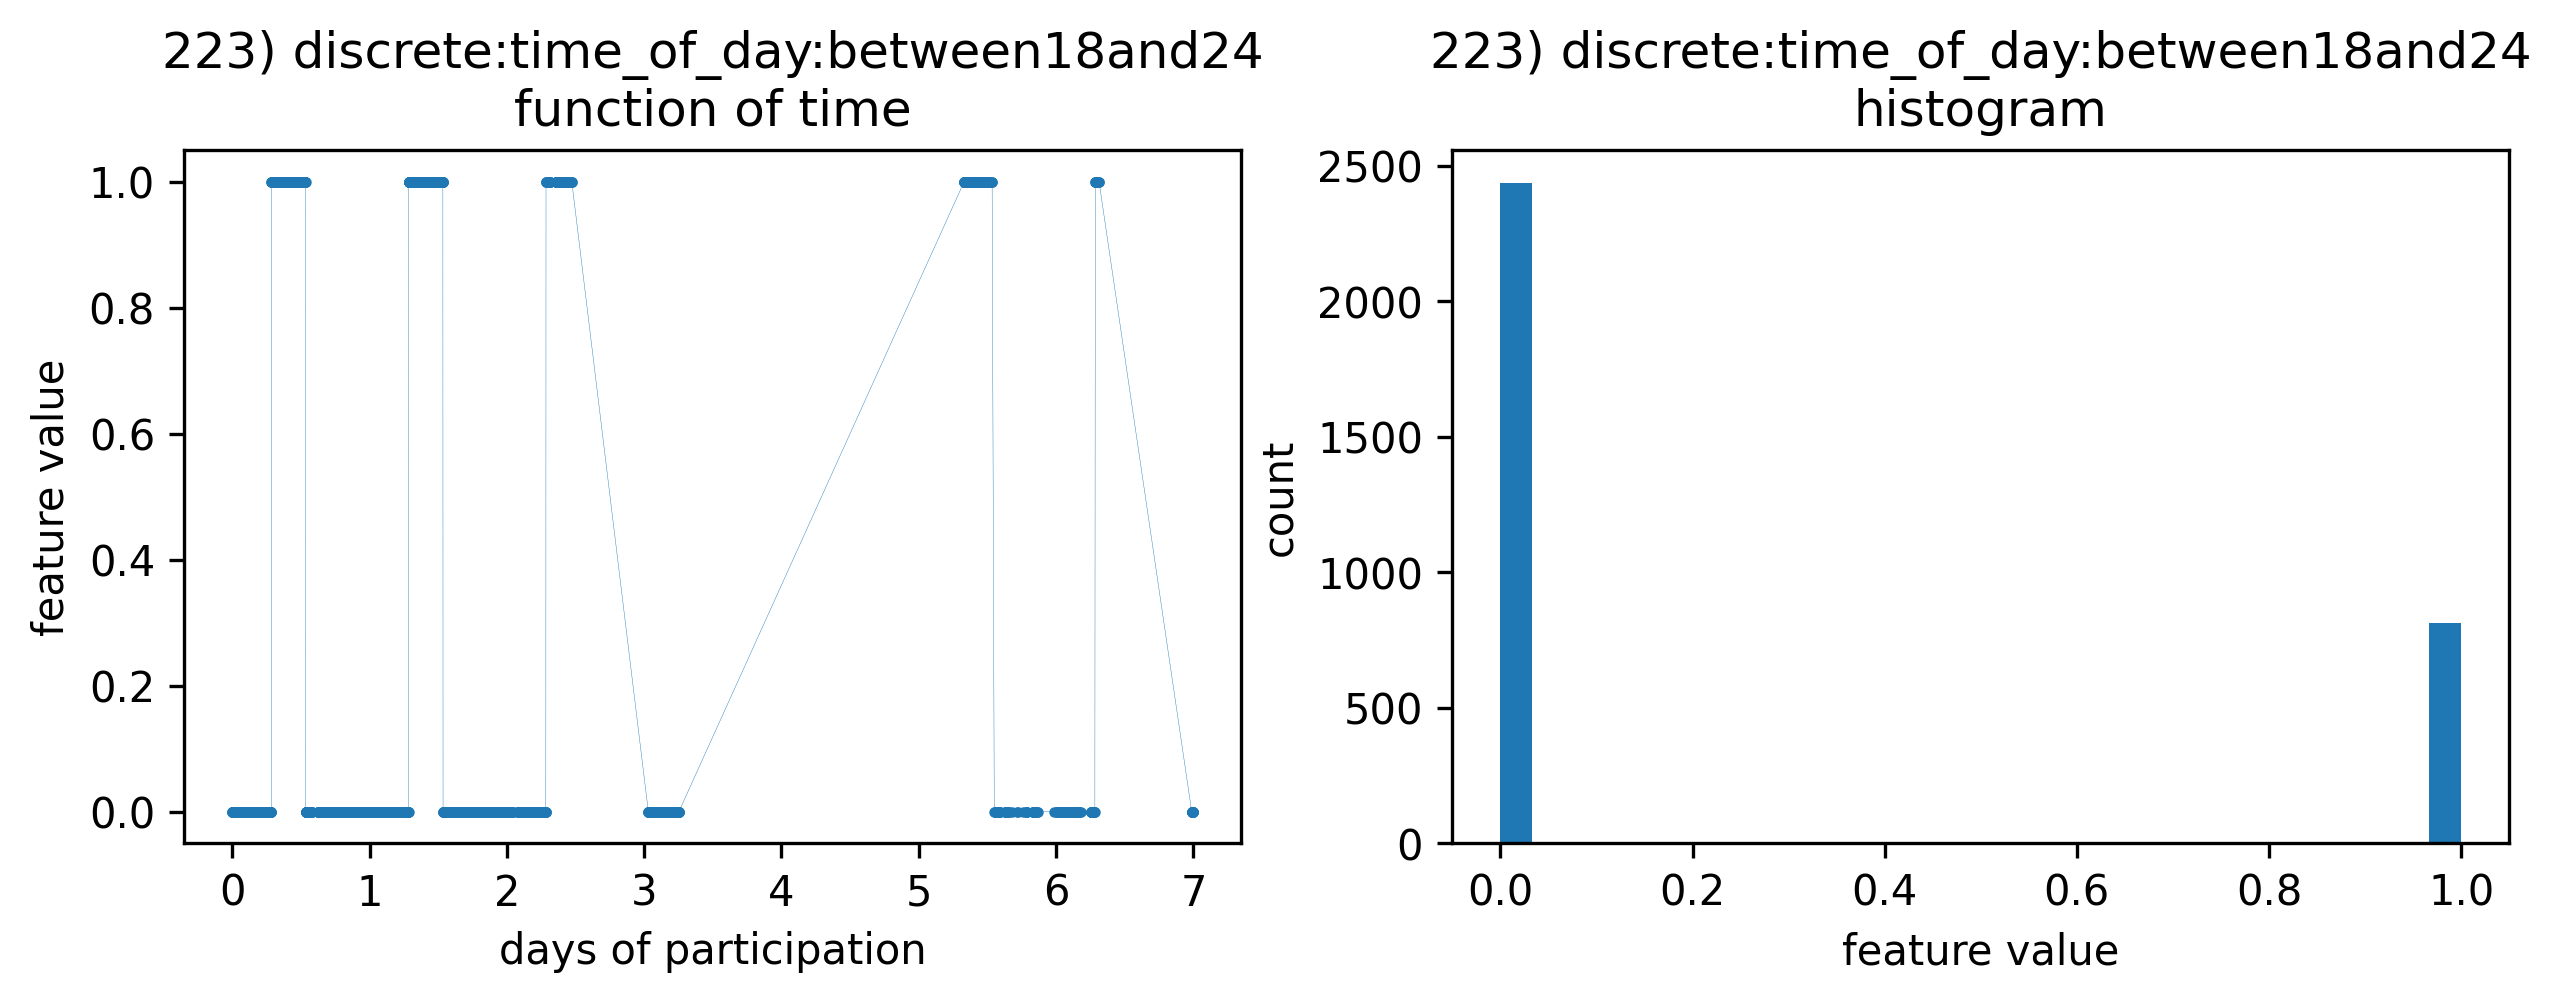 223) discrete:time_of_day:between18and24
function of time
1.0
0.8
0.6
0.4
0.2
0.0
feature value
0 1 2 3 4 5 6 7
days of participation
223) discrete:time_of_day:between18and24
histogram
2500
2000
1500
1000
500
0
count
0.0 0.2 0.4 0.6 0.8 1.0
feature value